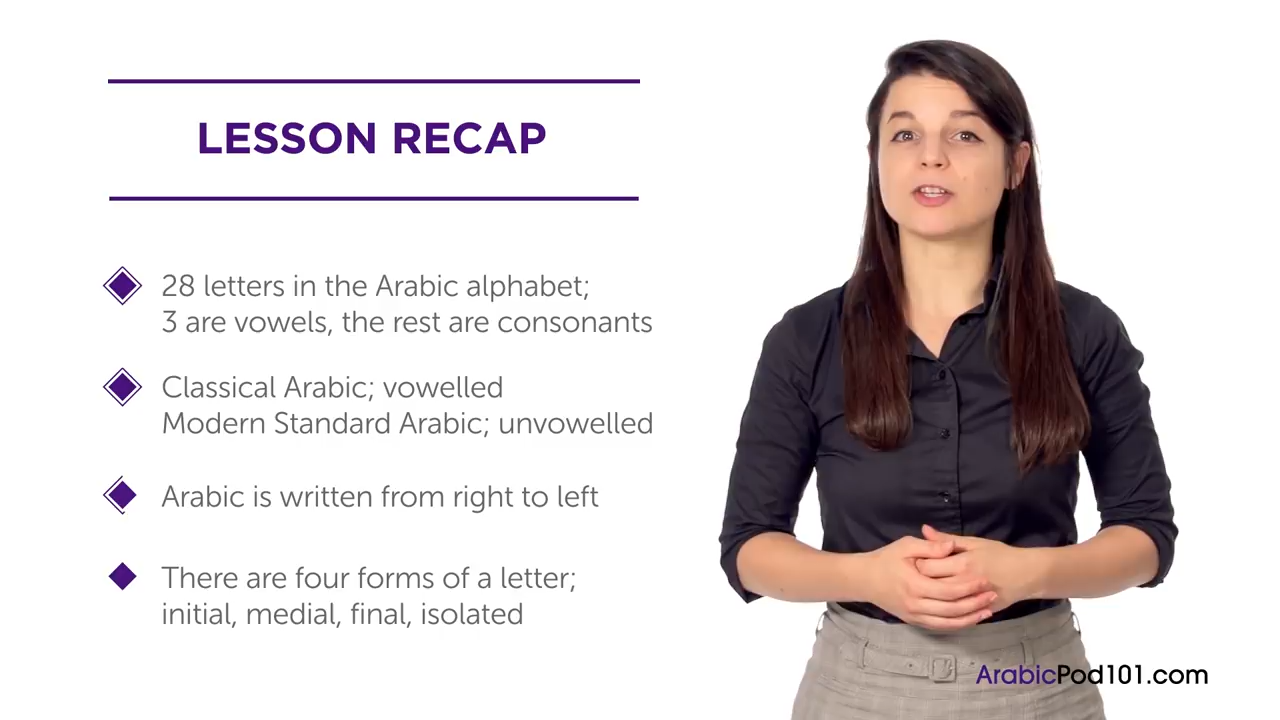 LESSON RECAP
28 letters in the Arabic alphabet;
3 are vowels, the rest are consonants
Classical Arabic; vowelled
Modern Standard Arabic; unvowelled
Arabic is written from right to left
There are four forms of a letter;
initial, medial, final, isolated
ArabicPod101.com